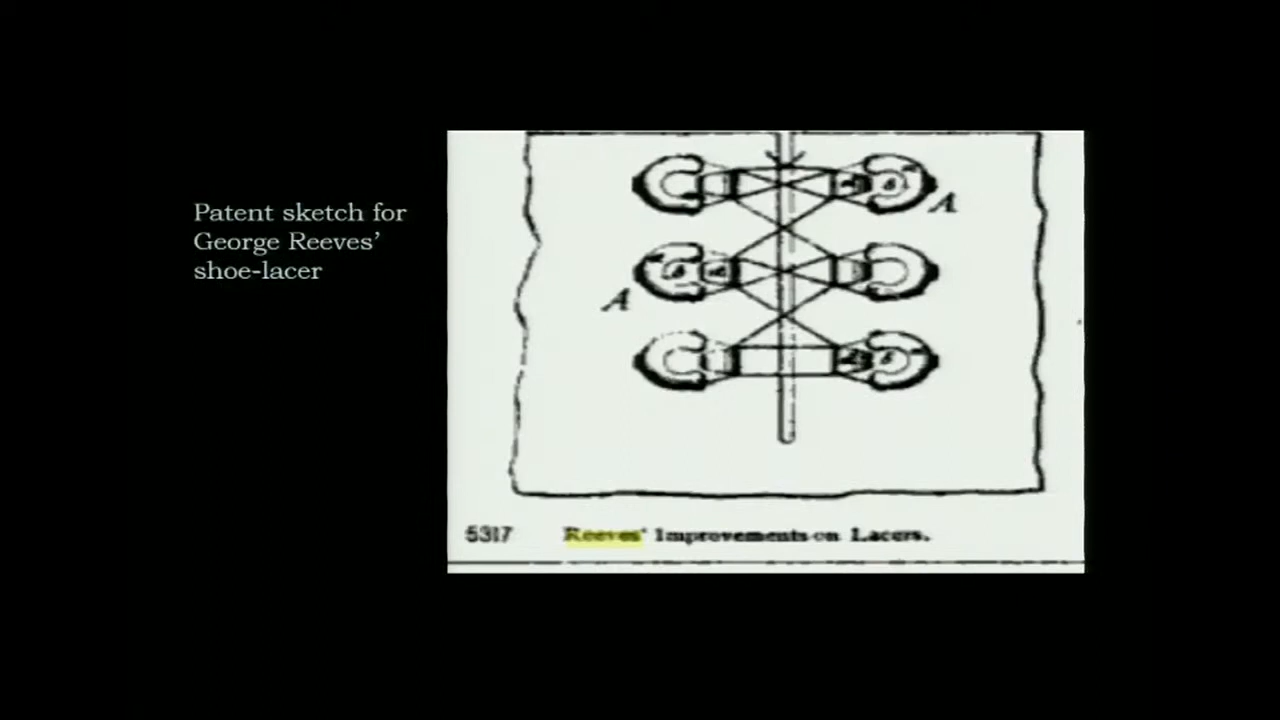 Patent sketch for
George Reeves’
shoe-lacer
A
A
5317 Reeves' Improvements on Lacers.